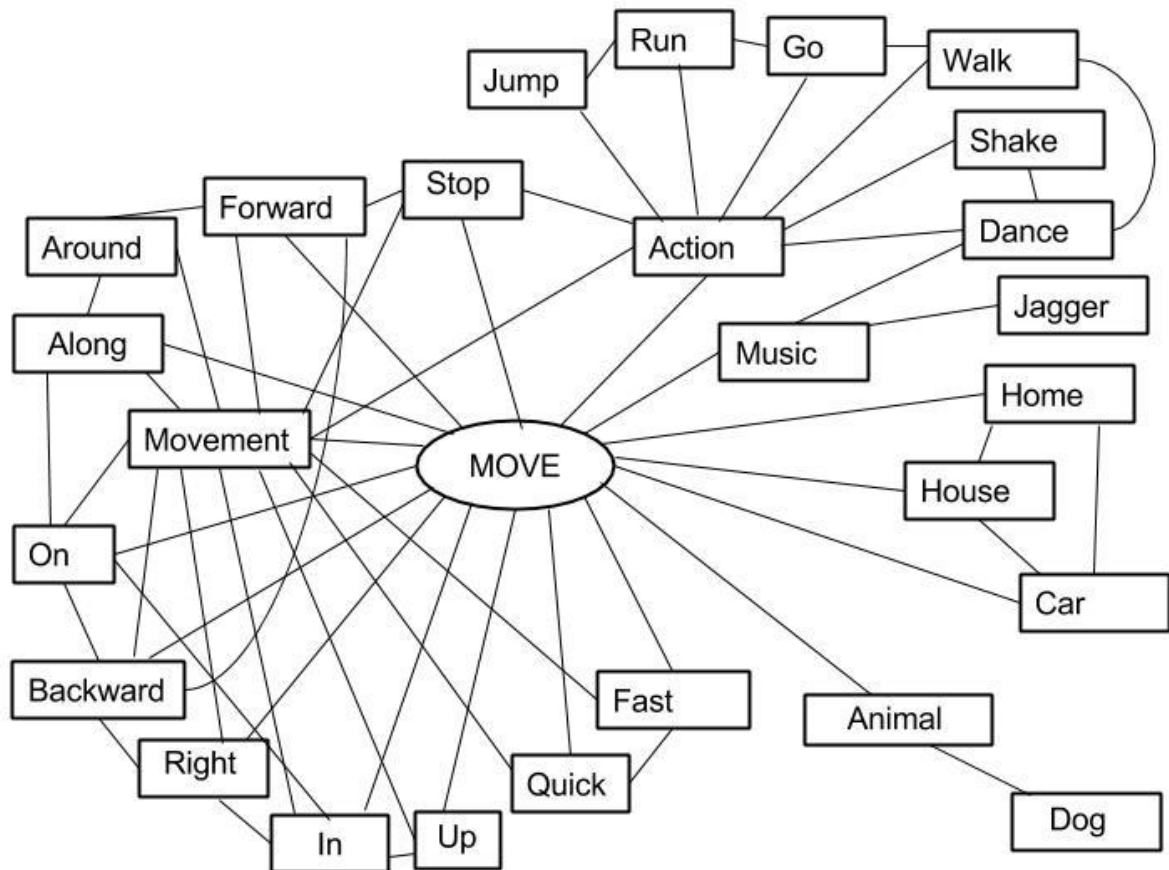 Run
Go
Walk
Jump
Shake
Stop
Forward
Dance
Around
Action
Jagger
Along
Music
Home
Movement
MOVE
House
On
Car
Backward
Fast
Animal
Right
Quick
Up
In
Dog